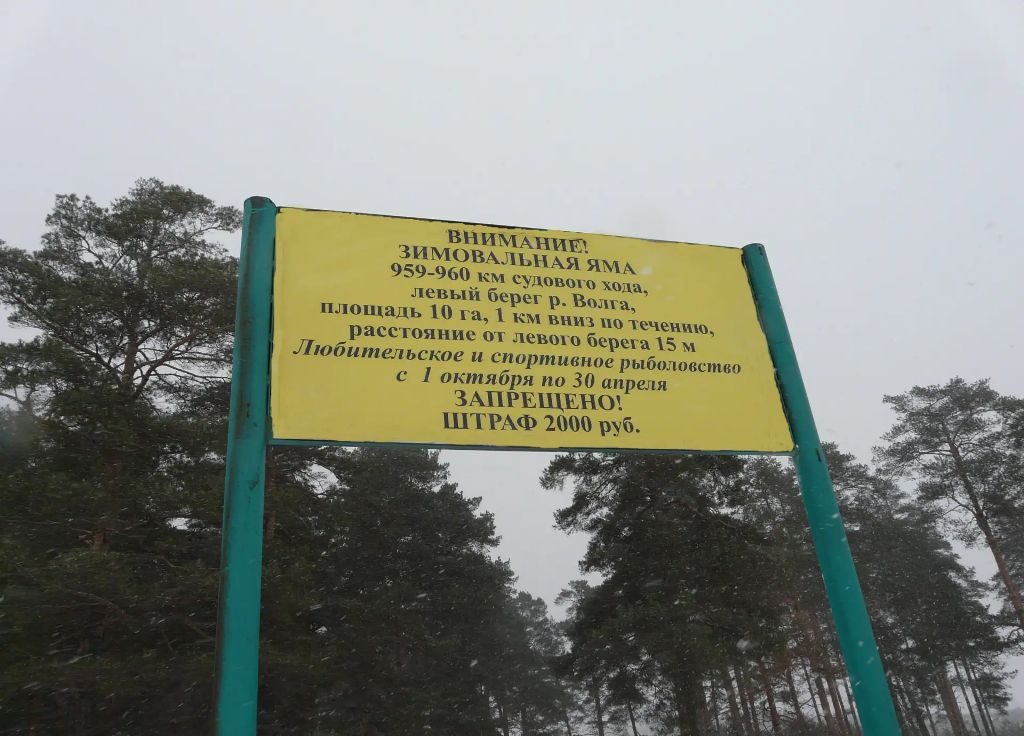 ВНИМАНИЕ!
ЗИМОВАЛЬНАЯ ЯМА
959-960 км судового хода,
левый берег р. Волга,
площадь 10 га, 1 км вниз по течению,
расстояние от левого берега 15 м
Любительское и спортивное рыболовство
с 1 октября по 30 апреля
ЗАПРЕЩЕНО!
ШТРАФ 2000 руб.